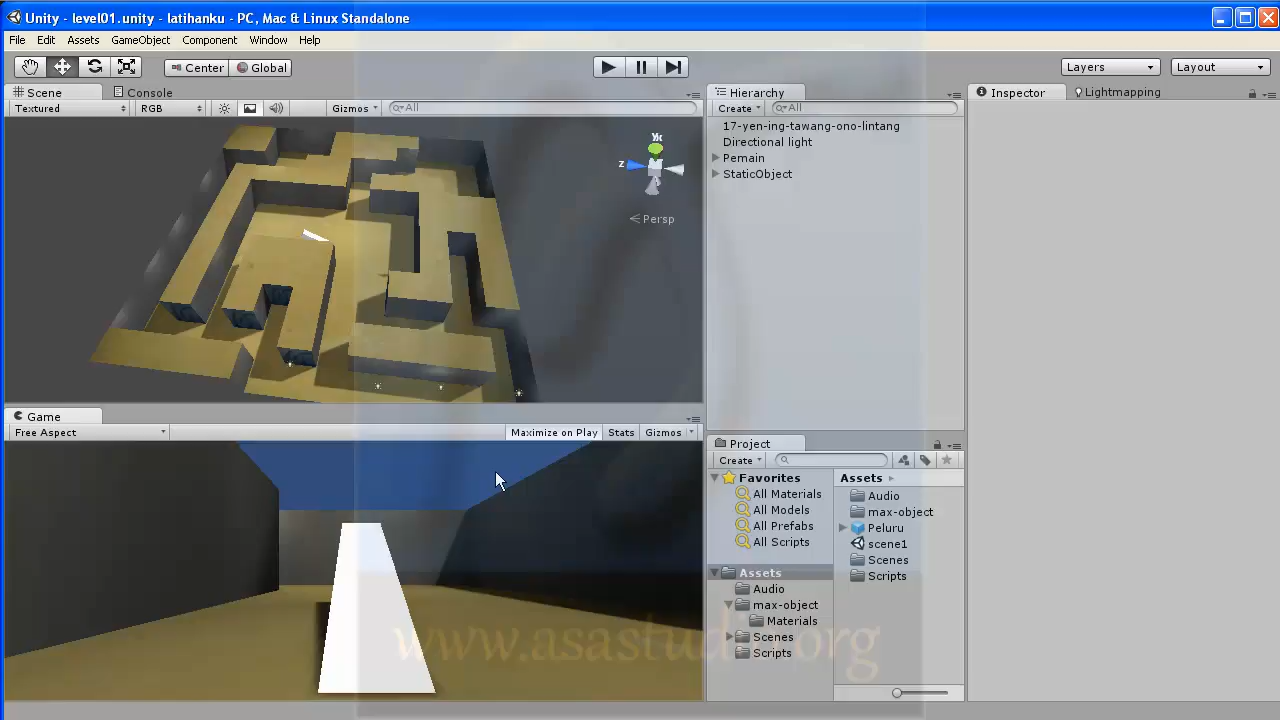 Unity - level01.unity - latihanku - PC, Mac & Linux Standalone
File Edit Assets GameObject Component Window Help
Center Global Layers Layout
Scene Console
Textured RGB Gizmos All
Yx
z
Persp
Hierarchy
Create All
17-yen-ing-tawang-ono-lintang
Directional light
Pemain
StaticObject
Inspector Lightmapping
Game
Free Aspect Maximize on Play Stats Gizmos
Project
Create
Favorites
All Materials
All Models
All Prefabs
All Scripts
Assets
Audio
max-object
Materials
Scenes
Scripts
Assets
Audio
max-object
Peluru
scene1
Scenes
Scripts
www.asastudio.org